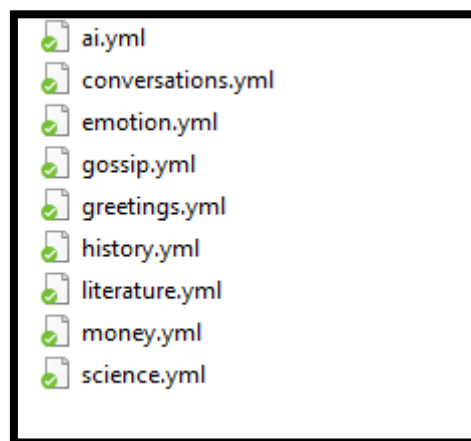 ai.yml
conversations.yml
emotion.yml
gossip.yml
greetings.yml
history.yml
literature.yml
money.yml
science.yml